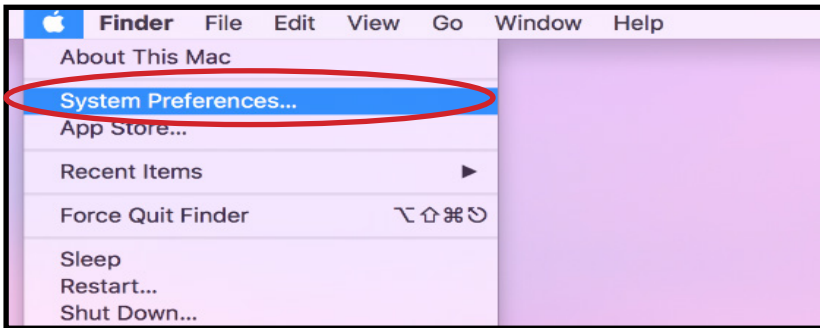 Finder File Edit View Go Window Help
About This Mac
System Preferences...
App Store...
Recent Items ▶
Force Quit Finder ⌥⇧⌘⎋
Sleep
Restart...
Shut Down...